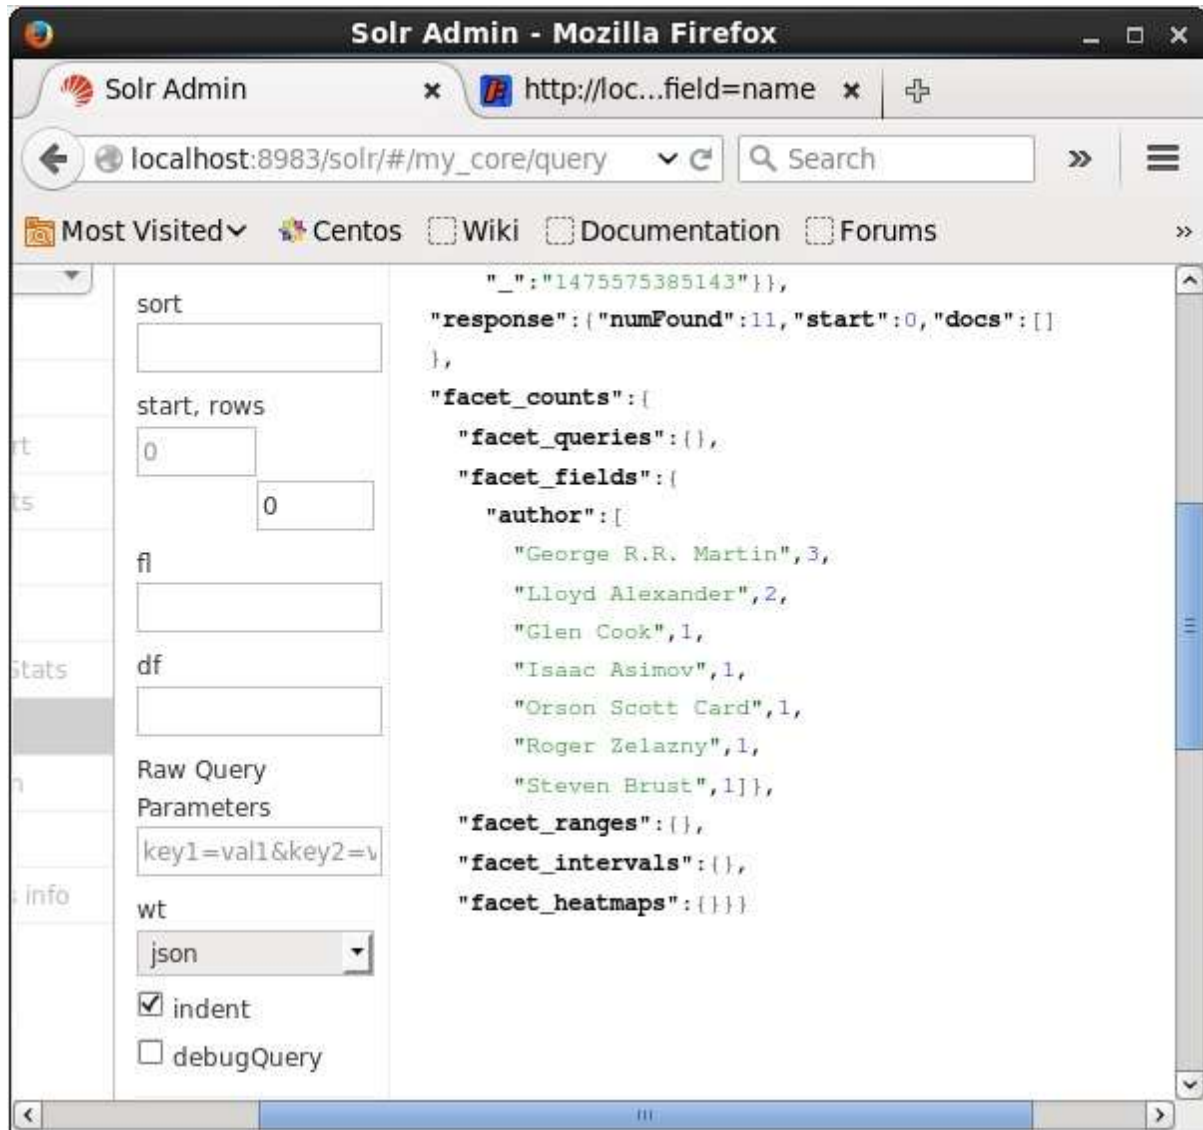 Solr Admin - Mozilla Firefox
Solr Admin
http://loc...field=name
localhost:8983/solr/#/my_core/query
Search
Most Visited
Centos
Wiki
Documentation
Forums
rt
ts
Stats
n
s info
sort
start, rows
0
0
fl
df
Raw Query
Parameters
key1=val1&key2=v
wt
json
indent
debugQuery
"_":"1475575385143"}},
"response":{"numFound":11,"start":0,"docs":[]
},
"facet_counts":{
"facet_queries":{},
"facet_fields":{
"author":[
"George R.R. Martin",3,
"Lloyd Alexander",2,
"Glen Cook",1,
"Isaac Asimov",1,
"Orson Scott Card",1,
"Roger Zelazny",1,
"Steven Brust",1]},
"facet_ranges":{},
"facet_intervals":{},
"facet_heatmaps":{}}}